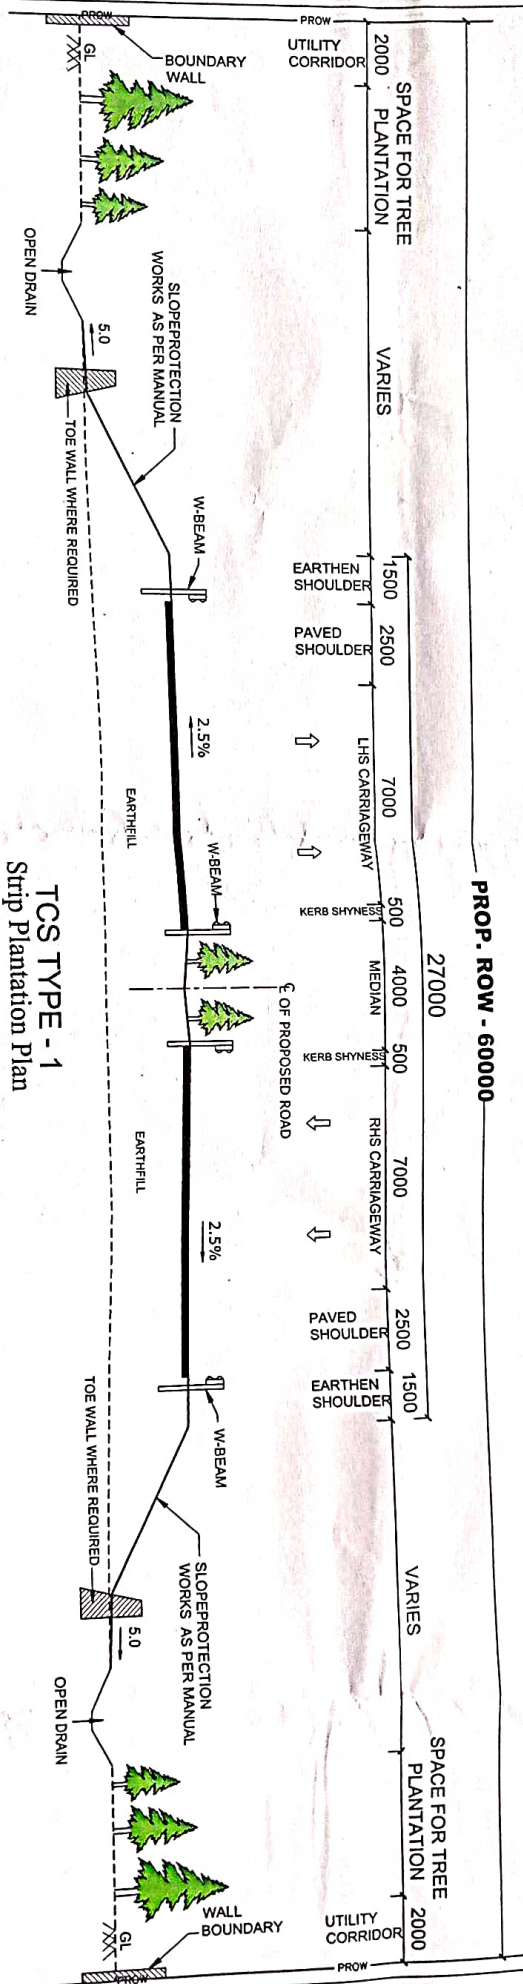 PROP. ROW - 60000
27000
PROW
2000
VARIES
1500
2500
7000
500
4000
500
7000
2500
1500
VARIES
2000
PROW
UTILITY
CORRIDOR
SPACE FOR TREE
PLANTATION
EARTHEN
SHOULDER
PAVED
SHOULDER
LHS CARRIAGEWAY
KERB SHYNESS
MEDIAN
KERB SHYNESS
RHS CARRIAGEWAY
PAVED
SHOULDER
EARTHEN
SHOULDER
SPACE FOR TREE
PLANTATION
UTILITY
CORRIDOR
℄ OF PROPOSED ROAD
BOUNDARY
WALL
SLOPEPROTECTION
WORKS AS PER MANUAL
W-BEAM
2.5%
W-BEAM
2.5%
W-BEAM
SLOPEPROTECTION
WORKS AS PER MANUAL
WALL
BOUNDARY
PROW
GL
5.0
EARTHFILL
EARTHFILL
5.0
GL
PROW
OPEN DRAIN
TOE WALL WHERE REQUIRED
TOE WALL WHERE REQUIRED
OPEN DRAIN
TCS TYPE - 1
Strip Plantation Plan